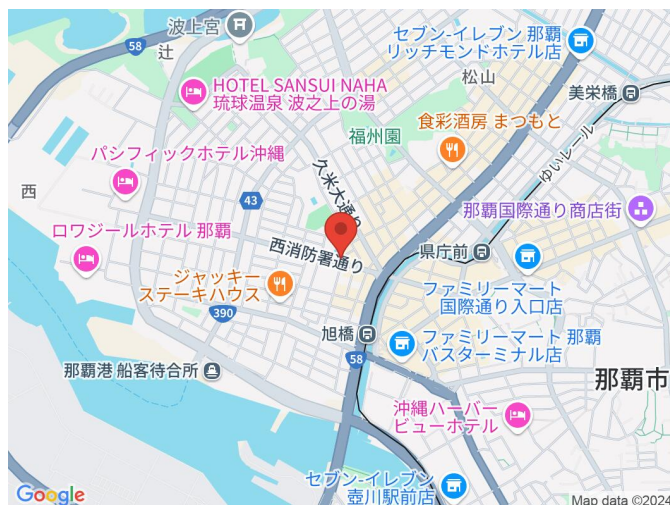 58
波上宮
辻
セブン-イレブン 那覇
リッチモンドホテル店
松山
美栄橋
HOTEL SANSUI NAHA
琉球温泉 波之上の湯
福州園
食彩酒房 まつもと
ゆいレール
パシフィックホテル沖縄
久米大通り
西
43
那覇国際通り商店街
ロワジールホテル 那覇
西消防署通り
県庁前
ジャッキー
ステーキハウス
ファミリーマート
国際通り入口店
390
旭橋
ファミリーマート 那覇
バスターミナル店
58
那覇港 船客待合所
那覇市
沖縄ハーバー
ビューホテル
セブン-イレブン
壺川駅前店
Google
Map data ©2024